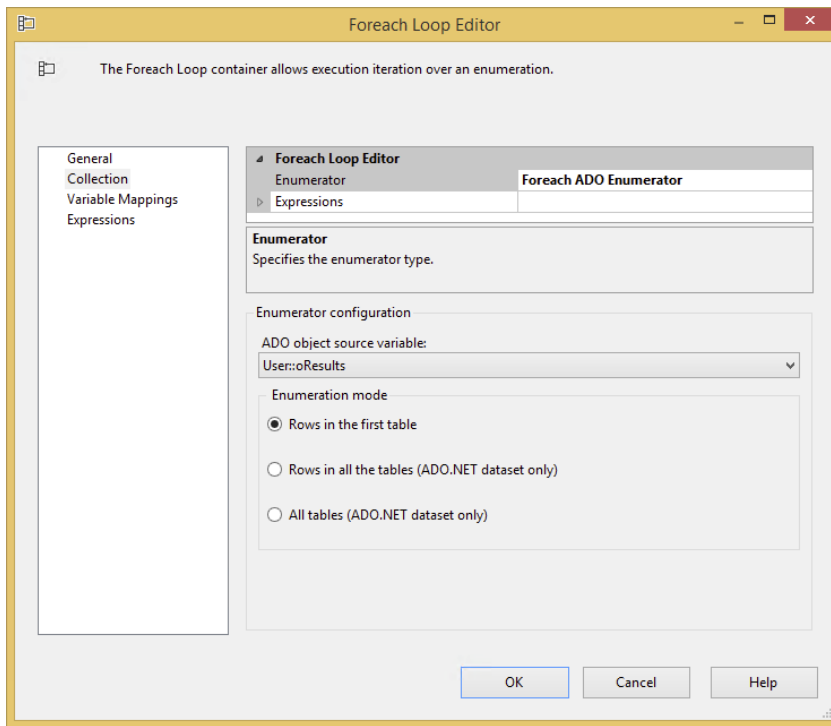 Foreach Loop Editor
The Foreach Loop container allows execution iteration over an enumeration.
General
Collection
Variable Mappings
Expressions
Foreach Loop Editor
Enumerator Foreach ADO Enumerator
Expressions
Enumerator
Specifies the enumerator type.
Enumerator configuration
ADO object source variable:
User::oResults
Enumeration mode
Rows in the first table
Rows in all the tables (ADO.NET dataset only)
All tables (ADO.NET dataset only)
OK Cancel Help